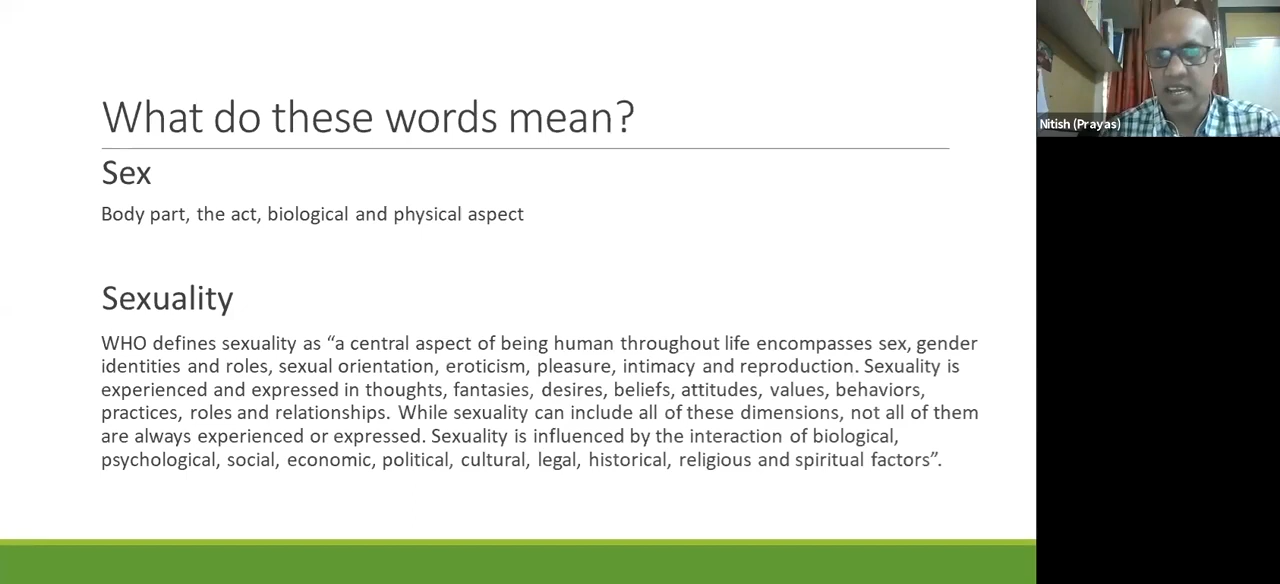 What do these words mean?
Sex
Body part, the act, biological and physical aspect
Sexuality
WHO defines sexuality as “a central aspect of being human throughout life encompasses sex, gender
identities and roles, sexual orientation, eroticism, pleasure, intimacy and reproduction. Sexuality is
experienced and expressed in thoughts, fantasies, desires, beliefs, attitudes, values, behaviors,
practices, roles and relationships. While sexuality can include all of these dimensions, not all of them
are always experienced or expressed. Sexuality is influenced by the interaction of biological,
psychological, social, economic, political, cultural, legal, historical, religious and spiritual factors”.
Nitish (Prayas)